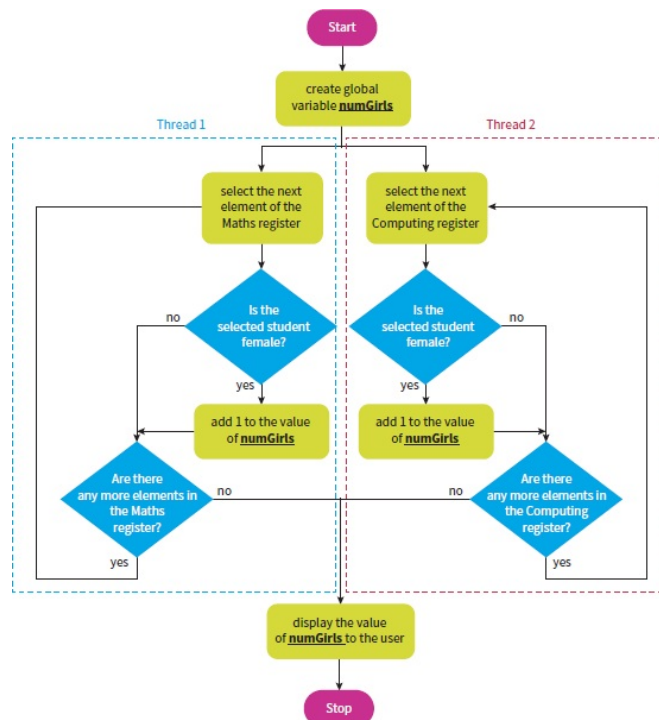 Start
create global
variable numGirls
Thread 1
Thread 2
select the next
element of the
Maths register
select the next
element of the
Computing register
Is the
selected student
female?
no
yes
Is the
selected student
female?
no
yes
add 1 to the value
of numGirls
add 1 to the value
of numGirls
Are there
any more elements in
the Maths
register?
no
yes
Are there
any more elements in
the Computing
register?
no
yes
display the value
of numGirls to the user
Stop